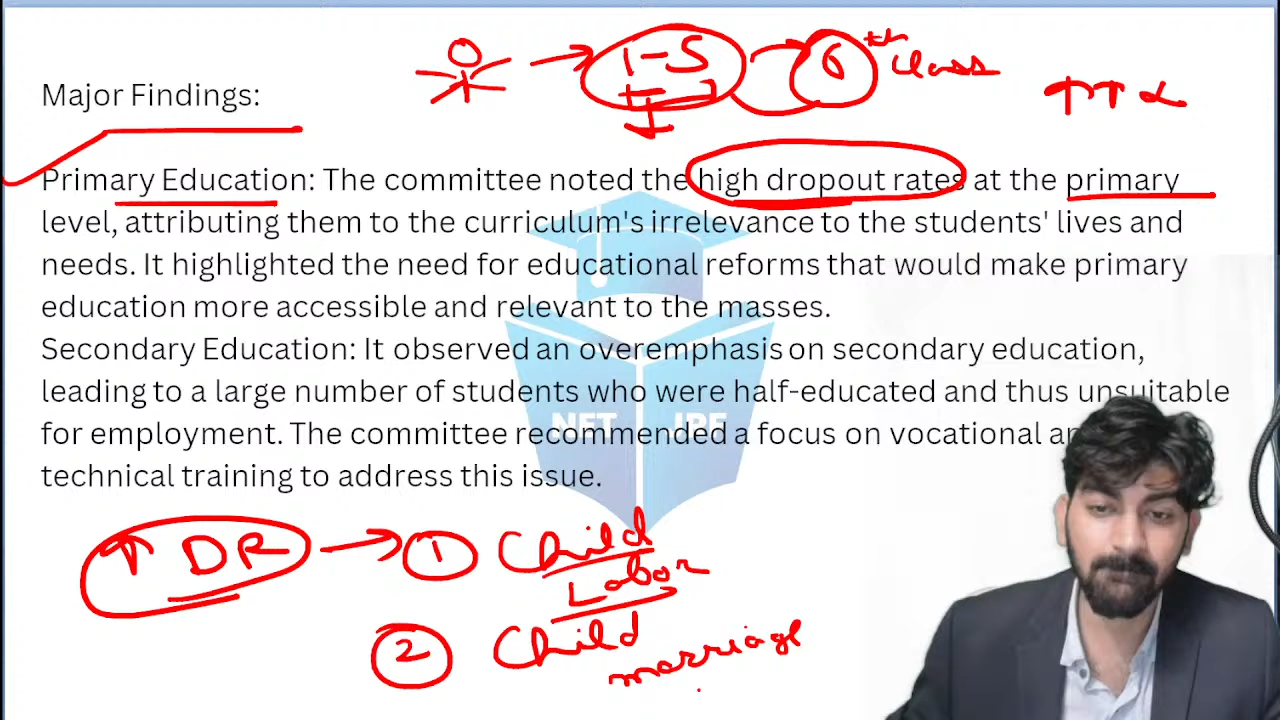 1-5
6th class
↑↑
Major Findings:
Primary Education: The committee noted the high dropout rates at the primary
level, attributing them to the curriculum's irrelevance to the students' lives and
needs. It highlighted the need for educational reforms that would make primary
education more accessible and relevant to the masses.
Secondary Education: It observed an overemphasis on secondary education,
leading to a large number of students who were half-educated and thus unsuitable
for employment. The committee recommended a focus on vocational
technical training to address this issue.
NET JRF
↑ DR → 1 Child
Labor
2 Child
marriage